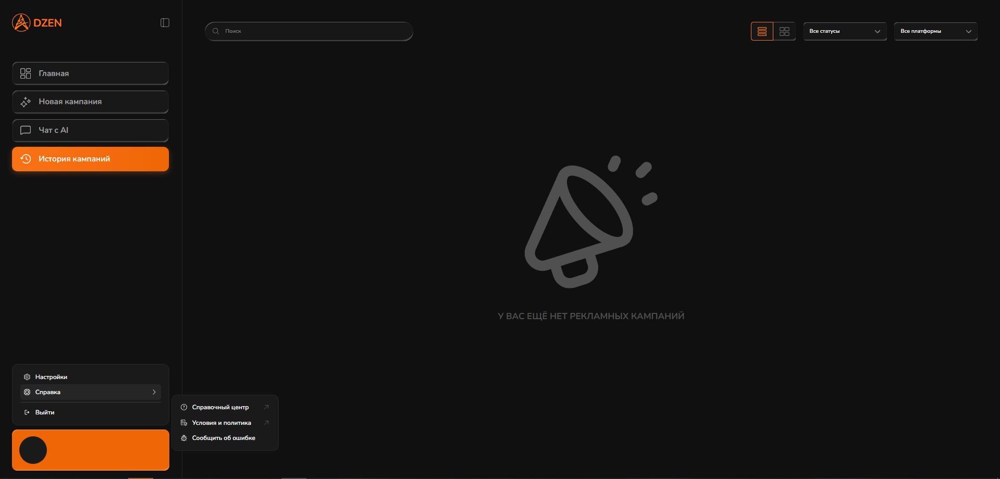 DZEN
Главная
Новая кампания
Чат с AI
История кампаний
Поиск
Все статусы
Все платформы
У ВАС ЕЩЁ НЕТ РЕКЛАМНЫХ КАМПАНИЙ
Настройки
Справка
Выйти
Справочный центр
Условия и политика
Сообщить об ошибке